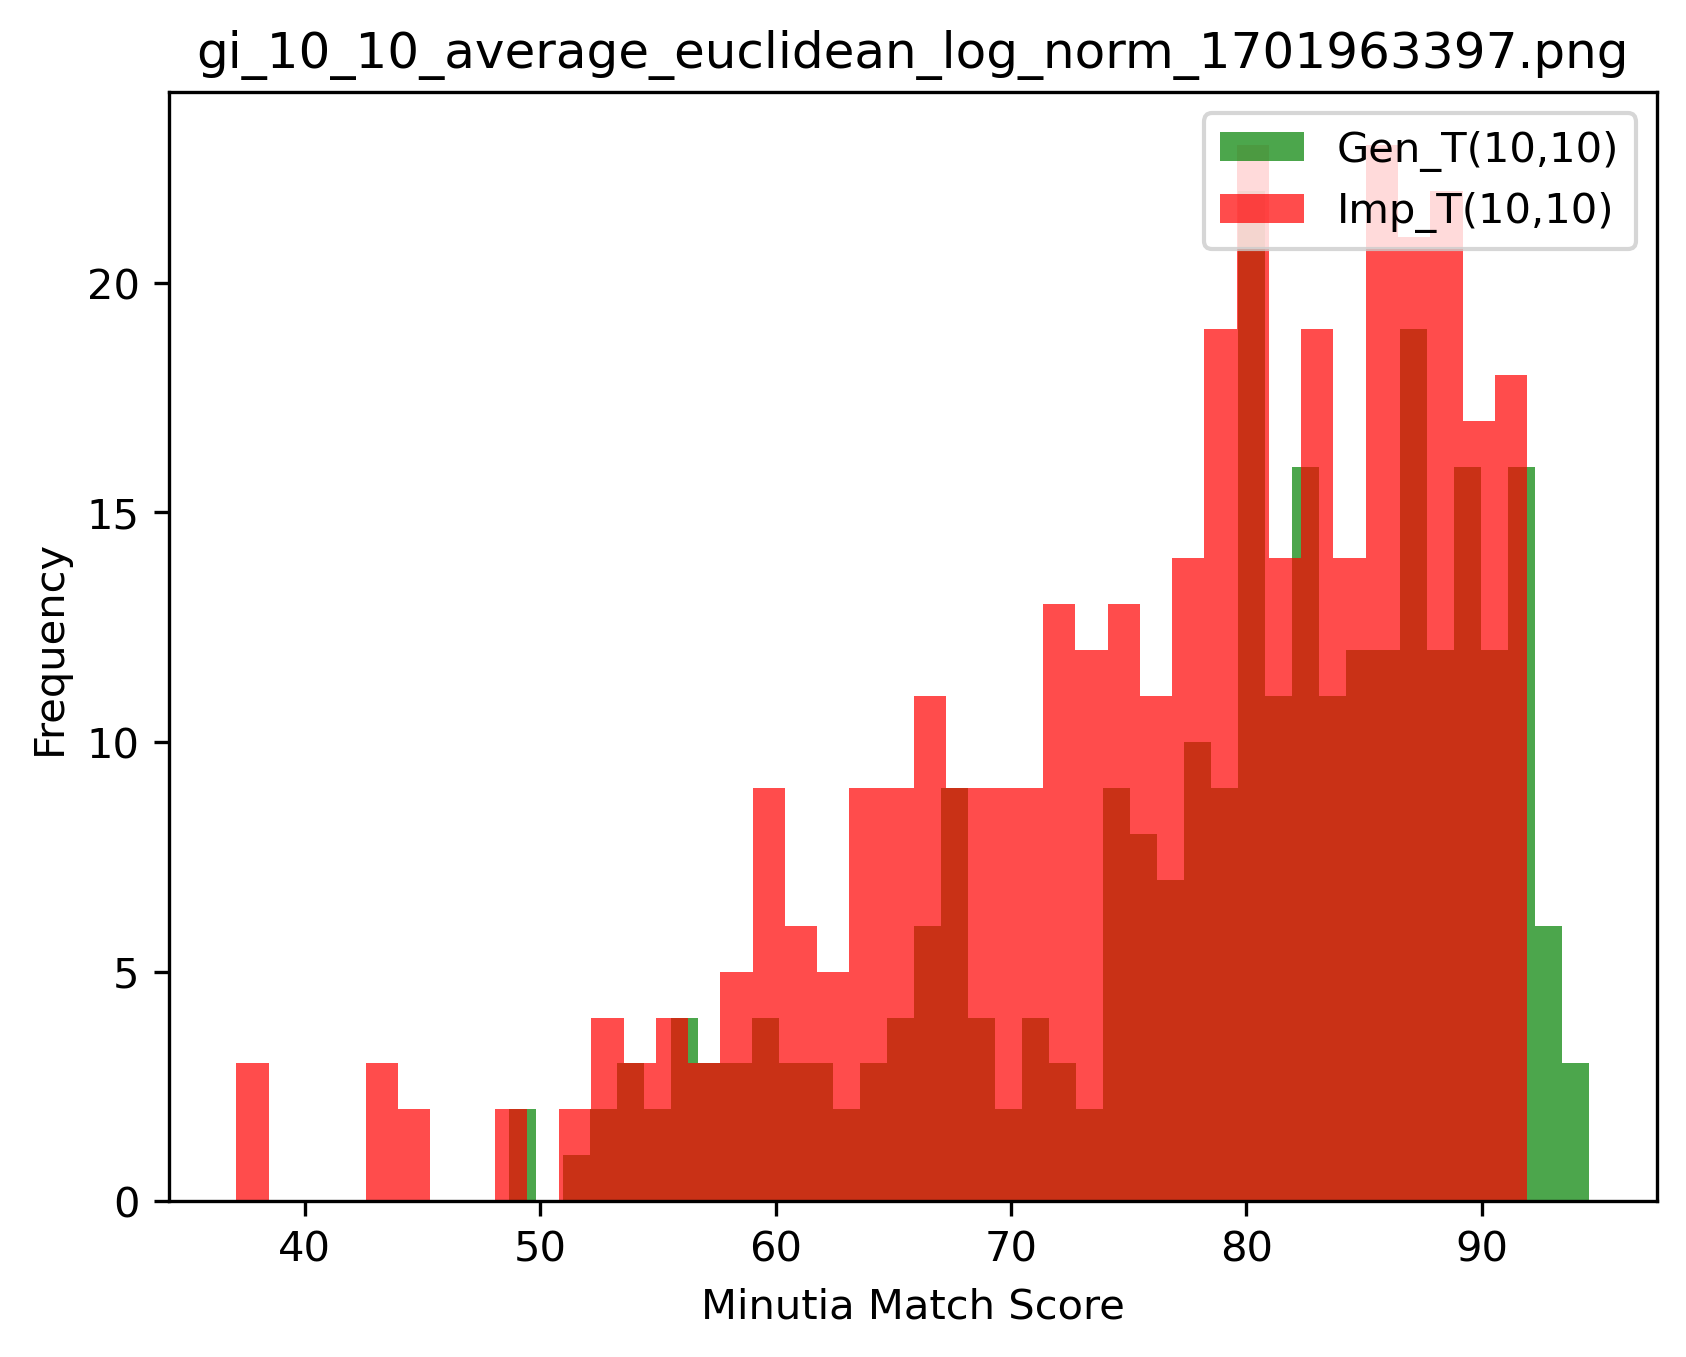 gi_10_10_average_euclidean_log_norm_1701963397.png
Gen_T(10,10)
Imp_T(10,10)
Frequency
20
15
10
5
0
40 50 60 70 80 90
Minutia Match Score